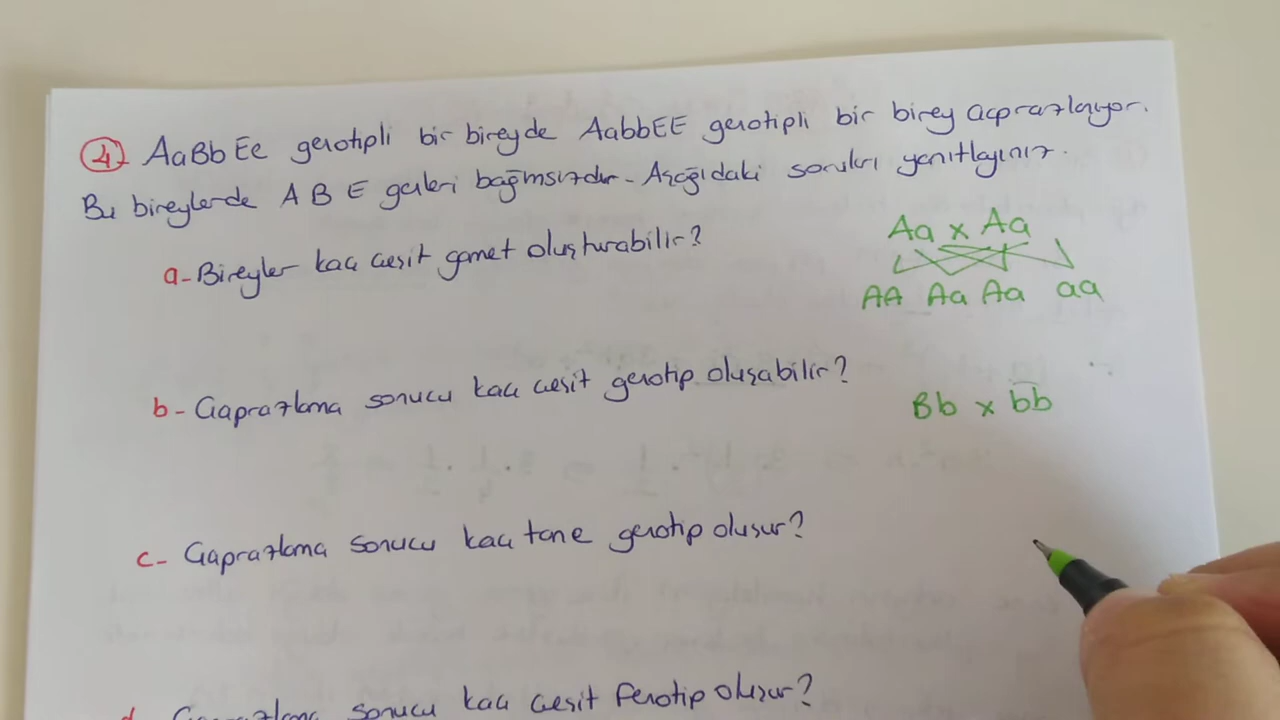 4 AaBbEe genotipli bir bireyde AabbEE genotipli bir birey çaprazlanıyor.
Bu bireylerde A B E genleri bağımsızdır. Aşağıdaki soruları yanıtlayınız.
a- Bireyler kaç çeşit gamet oluşturabilir?
Aa x Aa
AA Aa Aa aa
b- Çaprazlama sonucu kaç çeşit genotip oluşabilir?
Bb x bb
c- Çaprazlama sonucu kaç tane genotip oluşur?
d Çaprazlama sonucu kaç çeşit Fenotip oluşur?